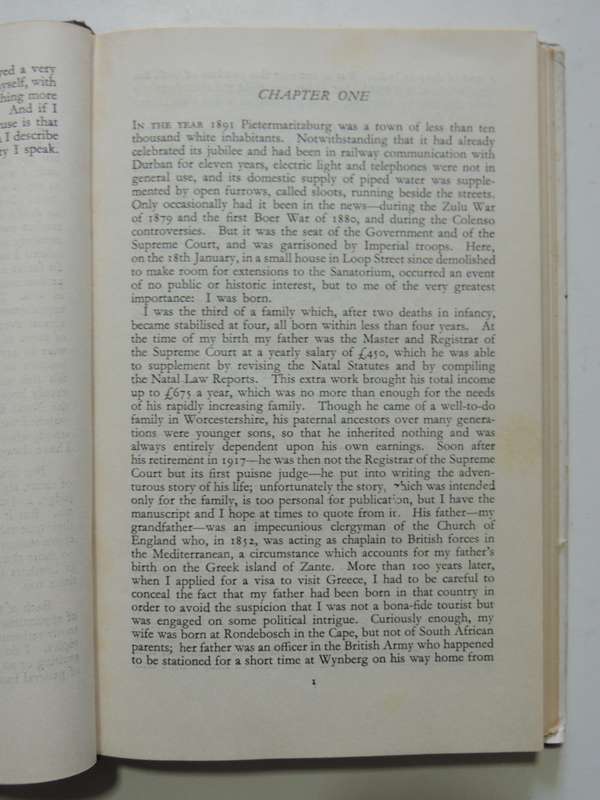 yed a very
yself, with
hing more
And if I
use is that
I describe
ry I speak.
CHAPTER ONE
IN THE YEAR 1891 Pietermaritzburg was a town of less than ten
thousand white inhabitants. Notwithstanding that it had already
celebrated its jubilee and had been in railway communication with
Durban for eleven years, electric light and telephones were not in
general use, and its domestic supply of piped water was supple-
mented by open furrows, called sloots, running beside the streets.
Only occasionally had it been in the news—during the Zulu War
of 1879 and the first Boer War of 1880, and during the Colenso
controversies. But it was the seat of the Government and of the
Supreme Court, and was garrisoned by Imperial troops. Here,
on the 18th January, in a small house in Loop Street since demolished
to make room for extensions to the Sanatorium, occurred an event
of no public or historic interest, but to me of the very greatest
importance: I was born.
I was the third of a family which, after two deaths in infancy,
became stabilised at four, all born within less than four years. At
the time of my birth my father was the Master and Registrar of
the Supreme Court at a yearly salary of £450, which he was able
to supplement by revising the Natal Statutes and by compiling
the Natal Law Reports. This extra work brought his total income
up to £675 a year, which was no more than enough for the needs
of his rapidly increasing family. Though he came of a well-to-do
family in Worcestershire, his paternal ancestors over many genera-
tions were younger sons, so that he inherited nothing and was
always entirely dependent upon his own earnings. Soon after
his retirement in 1917—he was then not the Registrar of the Supreme
Court but its first puisne judge—he put into writing the adven-
turous story of his life; unfortunately the story, which was intended
only for the family, is too personal for publication, but I have the
manuscript and I hope at times to quote from it. His father—my
grandfather—was an impecunious clergyman of the Church of
England who, in 1852, was acting as chaplain to British forces in
the Mediterranean, a circumstance which accounts for my father's
birth on the Greek island of Zante. More than 100 years later,
when I applied for a visa to visit Greece, I had to be careful to
conceal the fact that my father had been born in that country in
order to avoid the suspicion that I was not a bona-fide tourist but
was engaged on some political intrigue. Curiously enough, my
wife was born at Rondebosch in the Cape, but not of South African
parents; her father was an officer in the British Army who happened
to be stationed for a short time at Wynberg on his way home from
1